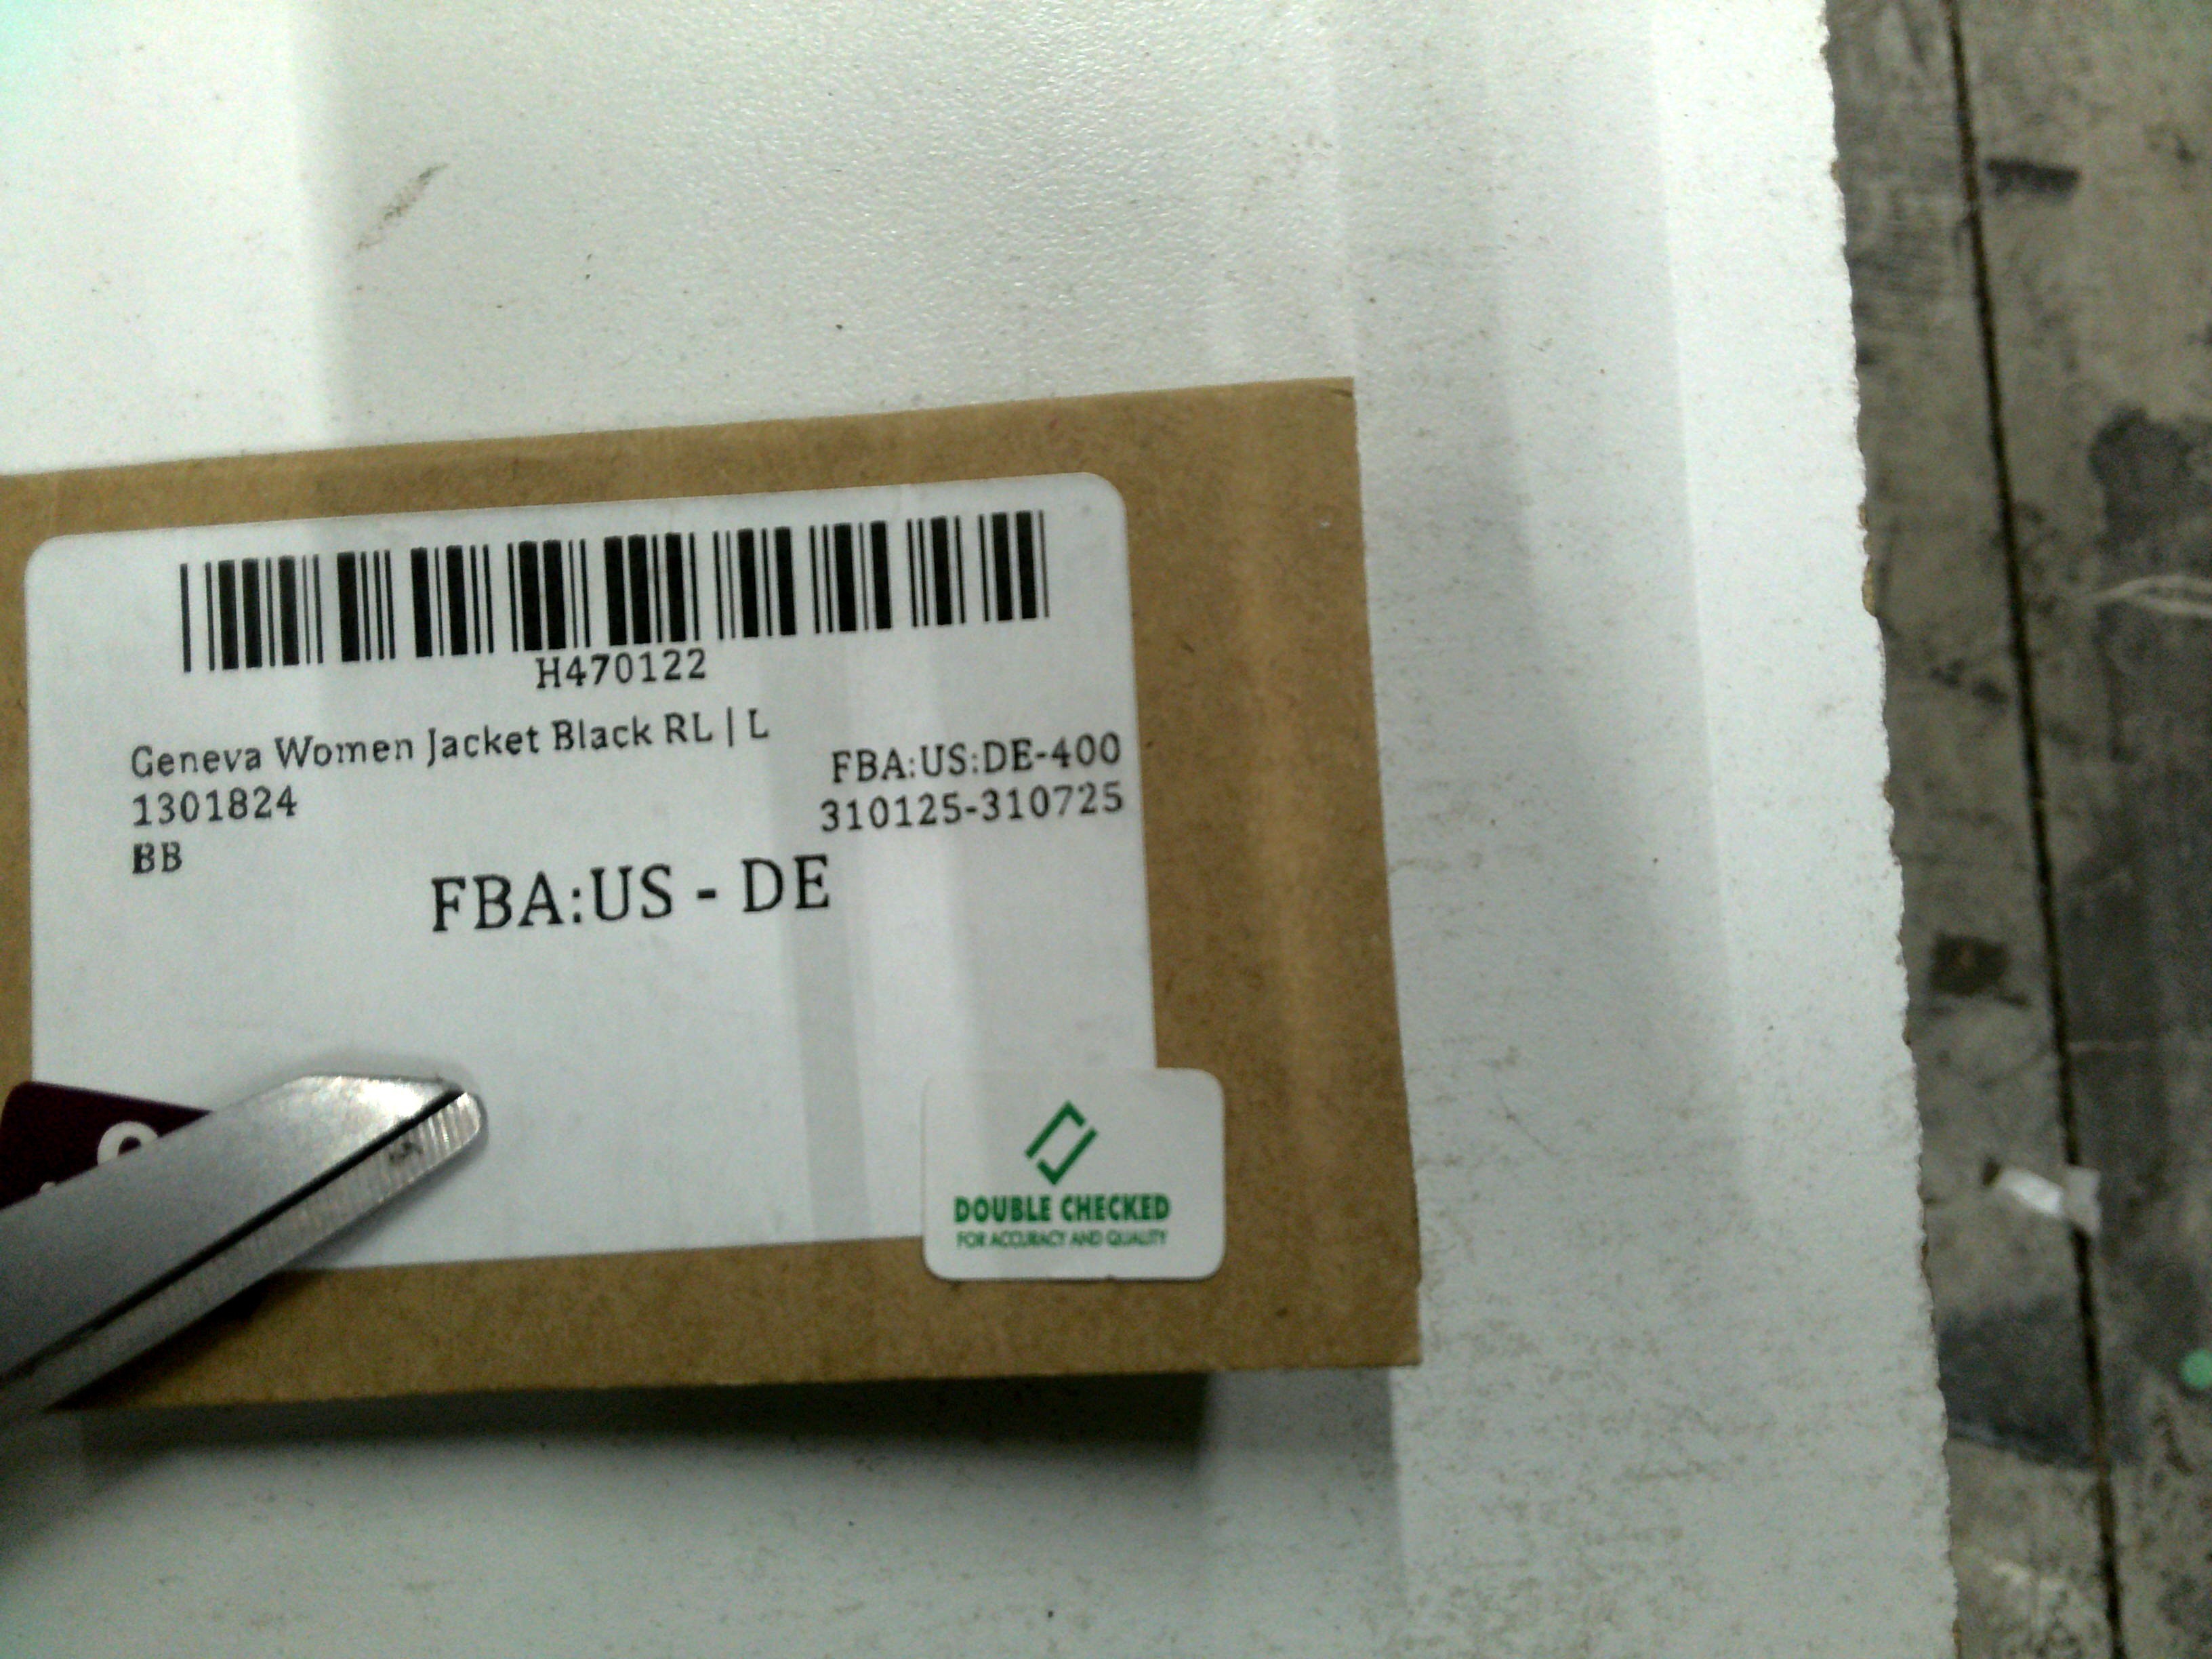 H470122
Geneva Women Jacket Black RL | L
1301824
BB
FBA:US:DE-400
310125-310725
FBA:US - DE
DOUBLE CHECKED
FOR ACCURACY AND QUALITY